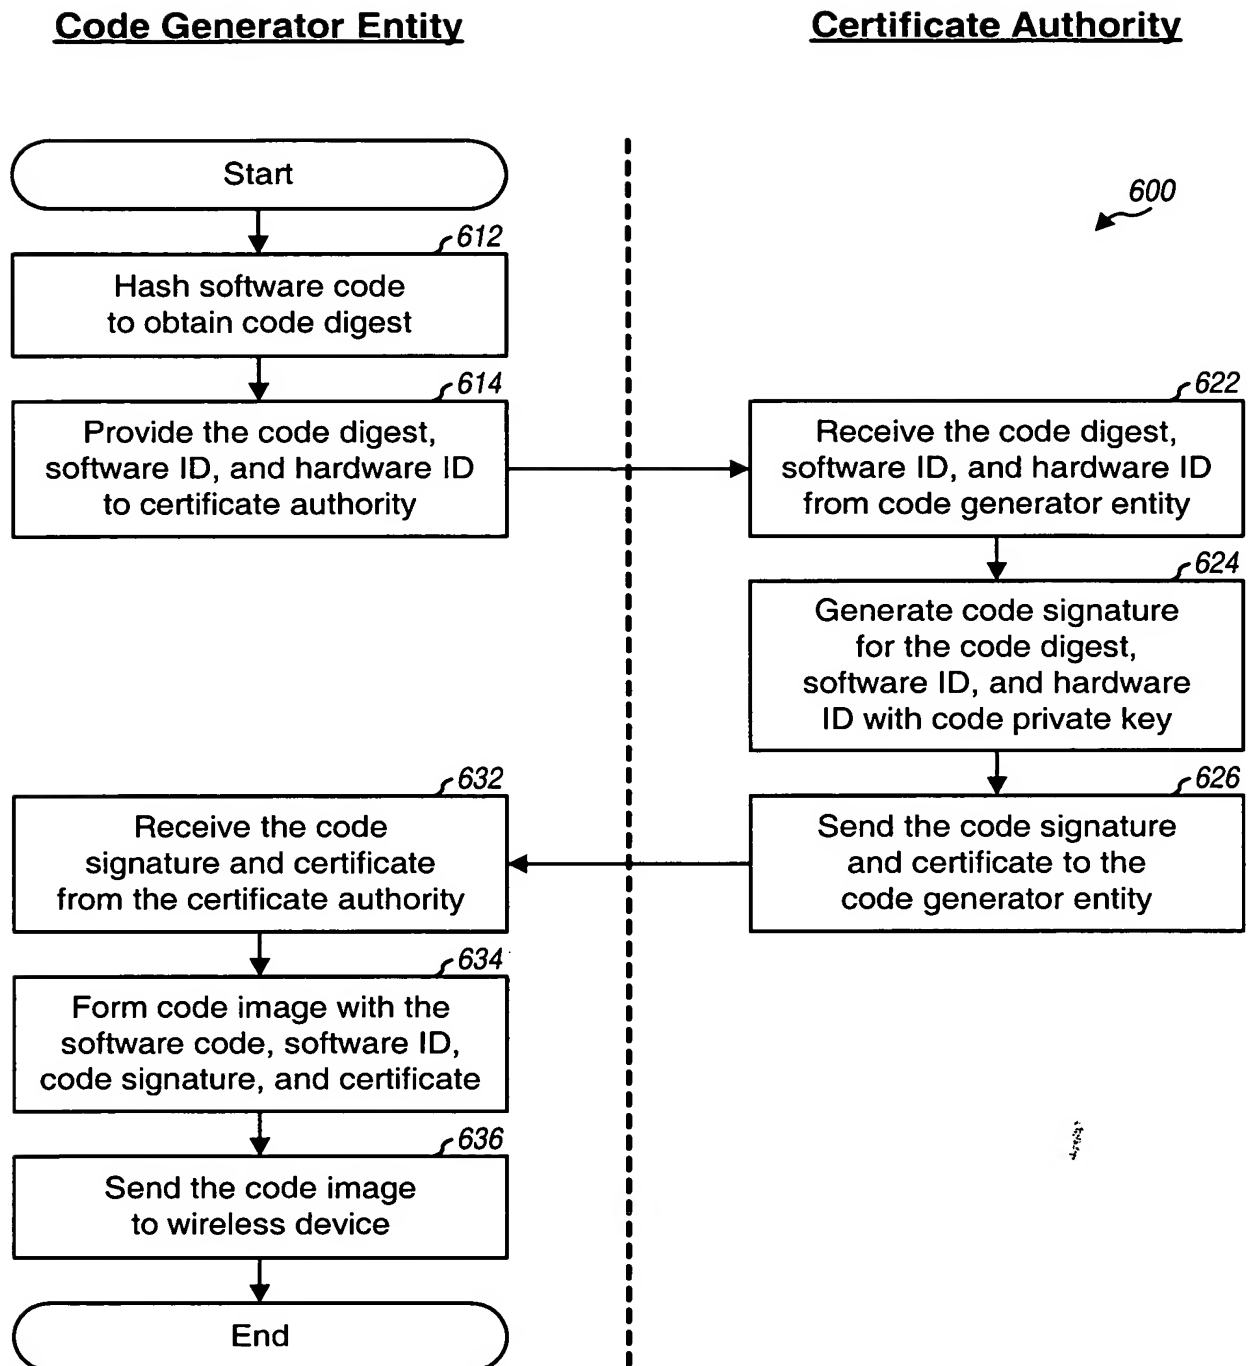 Code Generator Entity
Certificate Authority
Start
600
612
Hash software code
to obtain code digest
614
Provide the code digest,
software ID, and hardware ID
to certificate authority
622
Receive the code digest,
software ID, and hardware ID
from code generator entity
624
Generate code signature
for the code digest,
software ID, and hardware
ID with code private key
626
Send the code signature
and certificate to the
code generator entity
632
Receive the code
signature and certificate
from the certificate authority
634
Form code image with the
software code, software ID,
code signature, and certificate
636
Send the code image
to wireless device
End